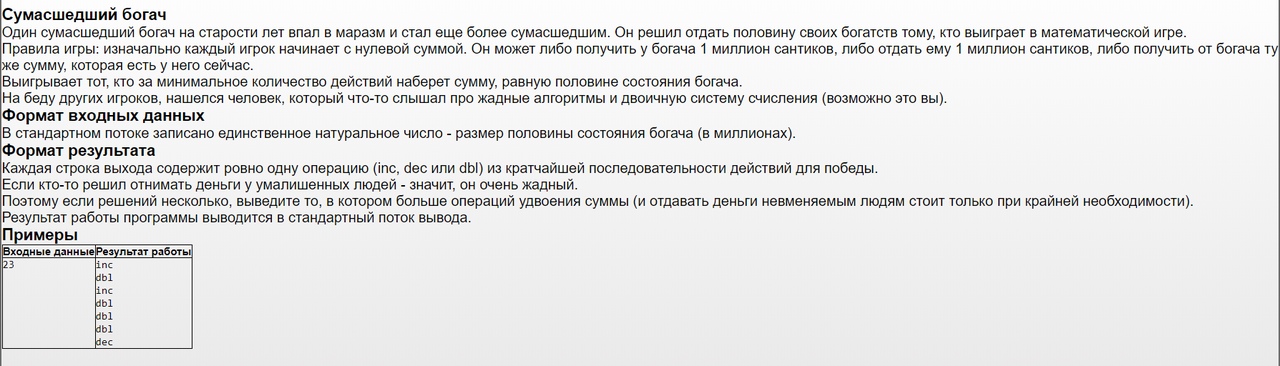 Сумасшедший богач
Один сумасшедший богач на старости лет впал в маразм и стал еще более сумасшедшим. Он решил отдать половину своих богатств тому, кто выиграет в математической игре.
Правила игры: изначально каждый игрок начинает с нулевой суммой. Он может либо получить у богача 1 миллион сантиков, либо отдать ему 1 миллион сантиков, либо получить от богача ту
же сумму, которая есть у него сейчас.
Выигрывает тот, кто за минимальное количество действий наберет сумму, равную половине состояния богача.
На беду других игроков, нашелся человек, который что-то слышал про жадные алгоритмы и двоичную систему счисления (возможно это вы).
Формат входных данных
В стандартном потоке записано единственное натуральное число - размер половины состояния богача (в миллионах).
Формат результата
Каждая строка выхода содержит ровно одну операцию (inc, dec или dbl) из кратчайшей последовательности действий для победы.
Если кто-то решил отнимать деньги у умалишенных людей - значит, он очень жадный.
Поэтому если решений несколько, выведите то, в котором больше операций удвоения суммы (и отдавать деньги невменяемым людям стоит только при крайней необходимости).
Результат работы программы выводится в стандартный поток вывода.
Примеры
Входные данные Результат работы
23 inc
dbl
inc
dbl
dbl
dbl
dec